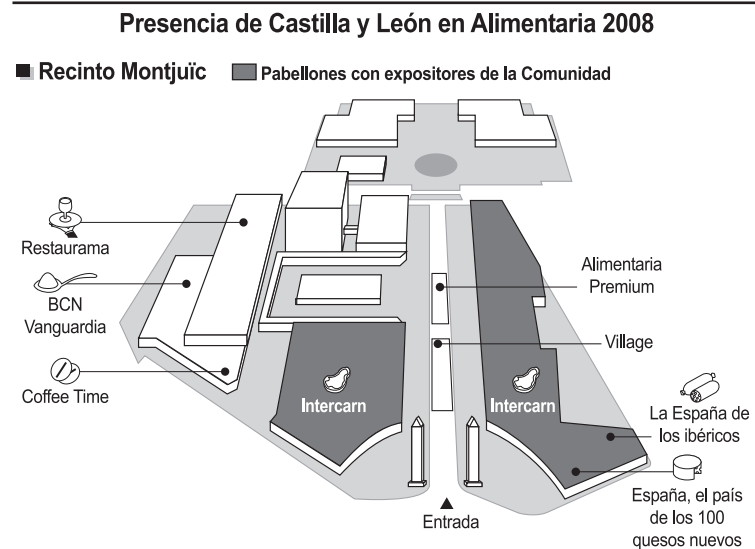 Presencia de Castilla y León en Alimentaria 2008
Recinto Montjuïc
Pabellones con expositores de la Comunidad
Restaurama
BCN
Vanguardia
Coffee Time
Intercarn
Alimentaria
Premium
Village
Intercarn
La España de
los ibéricos
España, el país
de los 100
quesos nuevos
Entrada